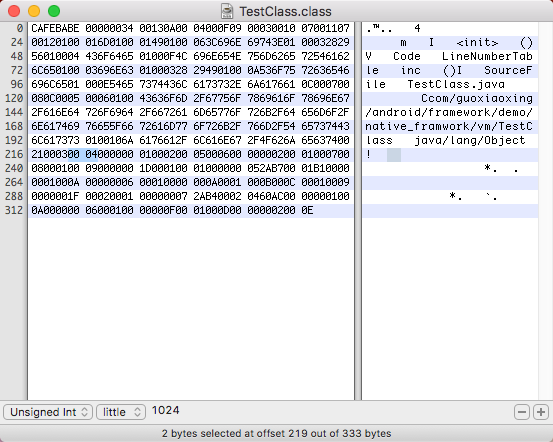 TestClass.class
0 CAFEBABE 00000034 00130A00 04000F09 00030010 07001107 .™.. 4
24 00120100 016D0100 01490100 063C696E 69743E01 00032829 m I <init> ()
48 56010004 436F6465 01000F4C 696E654E 756D6265 72546162 V Code LineNumberTab
72 6C650100 03696E63 01000328 29490100 0A536F75 72636546 le inc ()I SourceF
96 696C6501 000E5465 7374436C 6173732E 6A617661 0C000700 ile TestClass.java
120 080C0005 00060100 43636F6D 2F67756F 7869616F 78696E67 Ccom/guoxiaoxing
144 2F616E64 726F6964 2F667261 6D65776F 726B2F64 656D6F2F /android/framework/demo/
168 6E617469 76655F66 72616D77 6F726B2F 766D2F54 65737443 native_framwork/vm/TestC
192 6C617373 0100106A 6176612F 6C616E67 2F4F626A 65637400 lass java/lang/Object
216 21000300 04000000 01000200 05000600 00000200 01000700 !
240 08000100 09000000 1D000100 01000000 052AB700 01B10000 *. .
264 0001000A 00000006 00010000 000A0001 000B000C 00010009
288 0000001F 00020001 00000007 2AB40002 0460AC00 00000100 *. `.
312 0A000000 06000100 00000F00 01000D00 00000200 0E
Unsigned Int little 1024
2 bytes selected at offset 219 out of 333 bytes